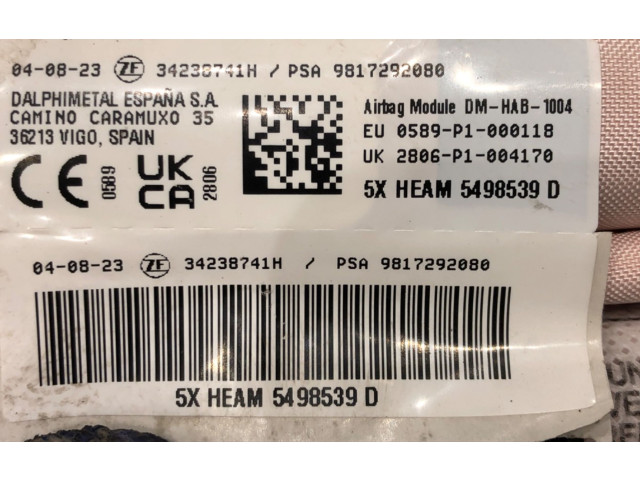 04-08-23 ZF 34238741H / PSA 9817292080
DALPHIMETAL ESPAÑA S.A.
CAMINO CARAMUXO 35
36213 VIGO, SPAIN
CE 0589 UK CA 2806
Airbag Module DM-HAB-1004
EU 0589-P1-000118
UK 2806-P1-004170
5X HEAM 5498539 D
04-08-23 ZF 34238741H / PSA 9817292080
5X HEAM 5498539 D